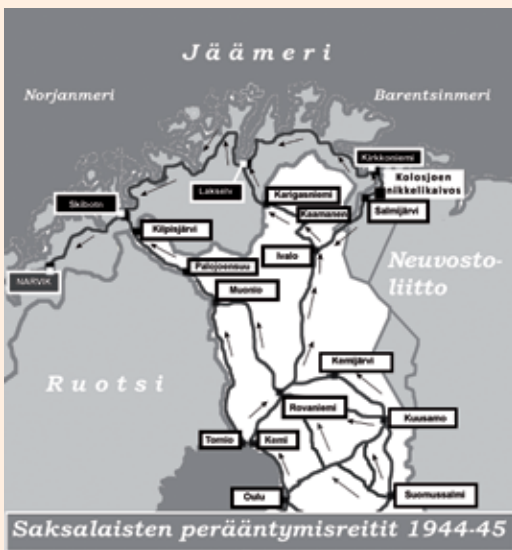 Jäämeri
Norjanmeri
Barentsinmeri
Kirkkoniemi
Kolosjoen
nikkelikaivos
Lakselv
Karigasniemi
Skibotn
Kaamanen
Salmijärvi
Kilpisjärvi
Ivalo
Neuvosto-
liitto
NARVIK
Palojoensuu
Muonio
Kemijärvi
Ruotsi
Rovaniemi
Kuusamo
Tornio
Kemi
Oulu
Suomussalmi
Saksalaisten perääntymisreitit 1944-45